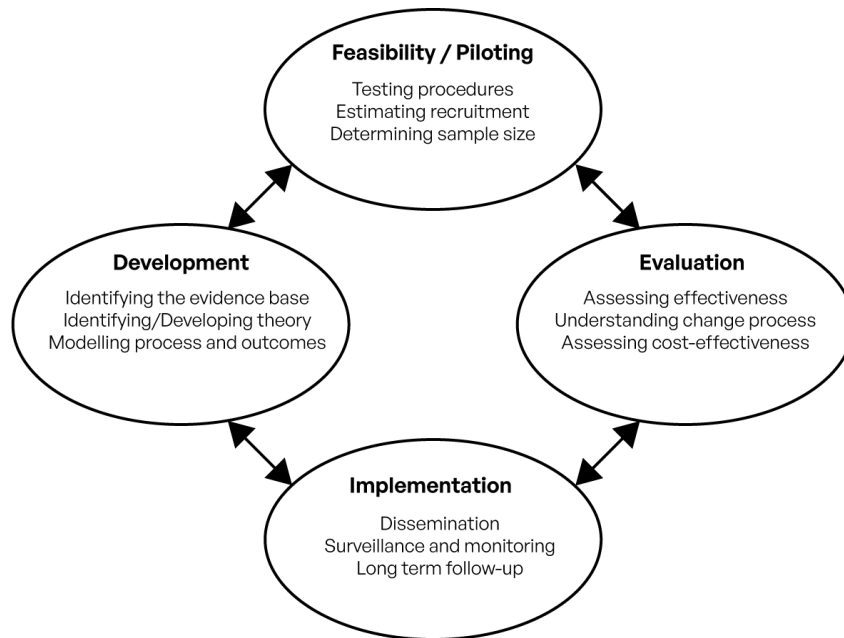 Feasibility / Piloting
Testing procedures
Estimating recruitment
Determining sample size
Development
Identifying the evidence base
Identifying/Developing theory
Modelling process and outcomes
Evaluation
Assessing effectiveness
Understanding change process
Assessing cost-effectiveness
Implementation
Dissemination
Surveillance and monitoring
Long term follow-up